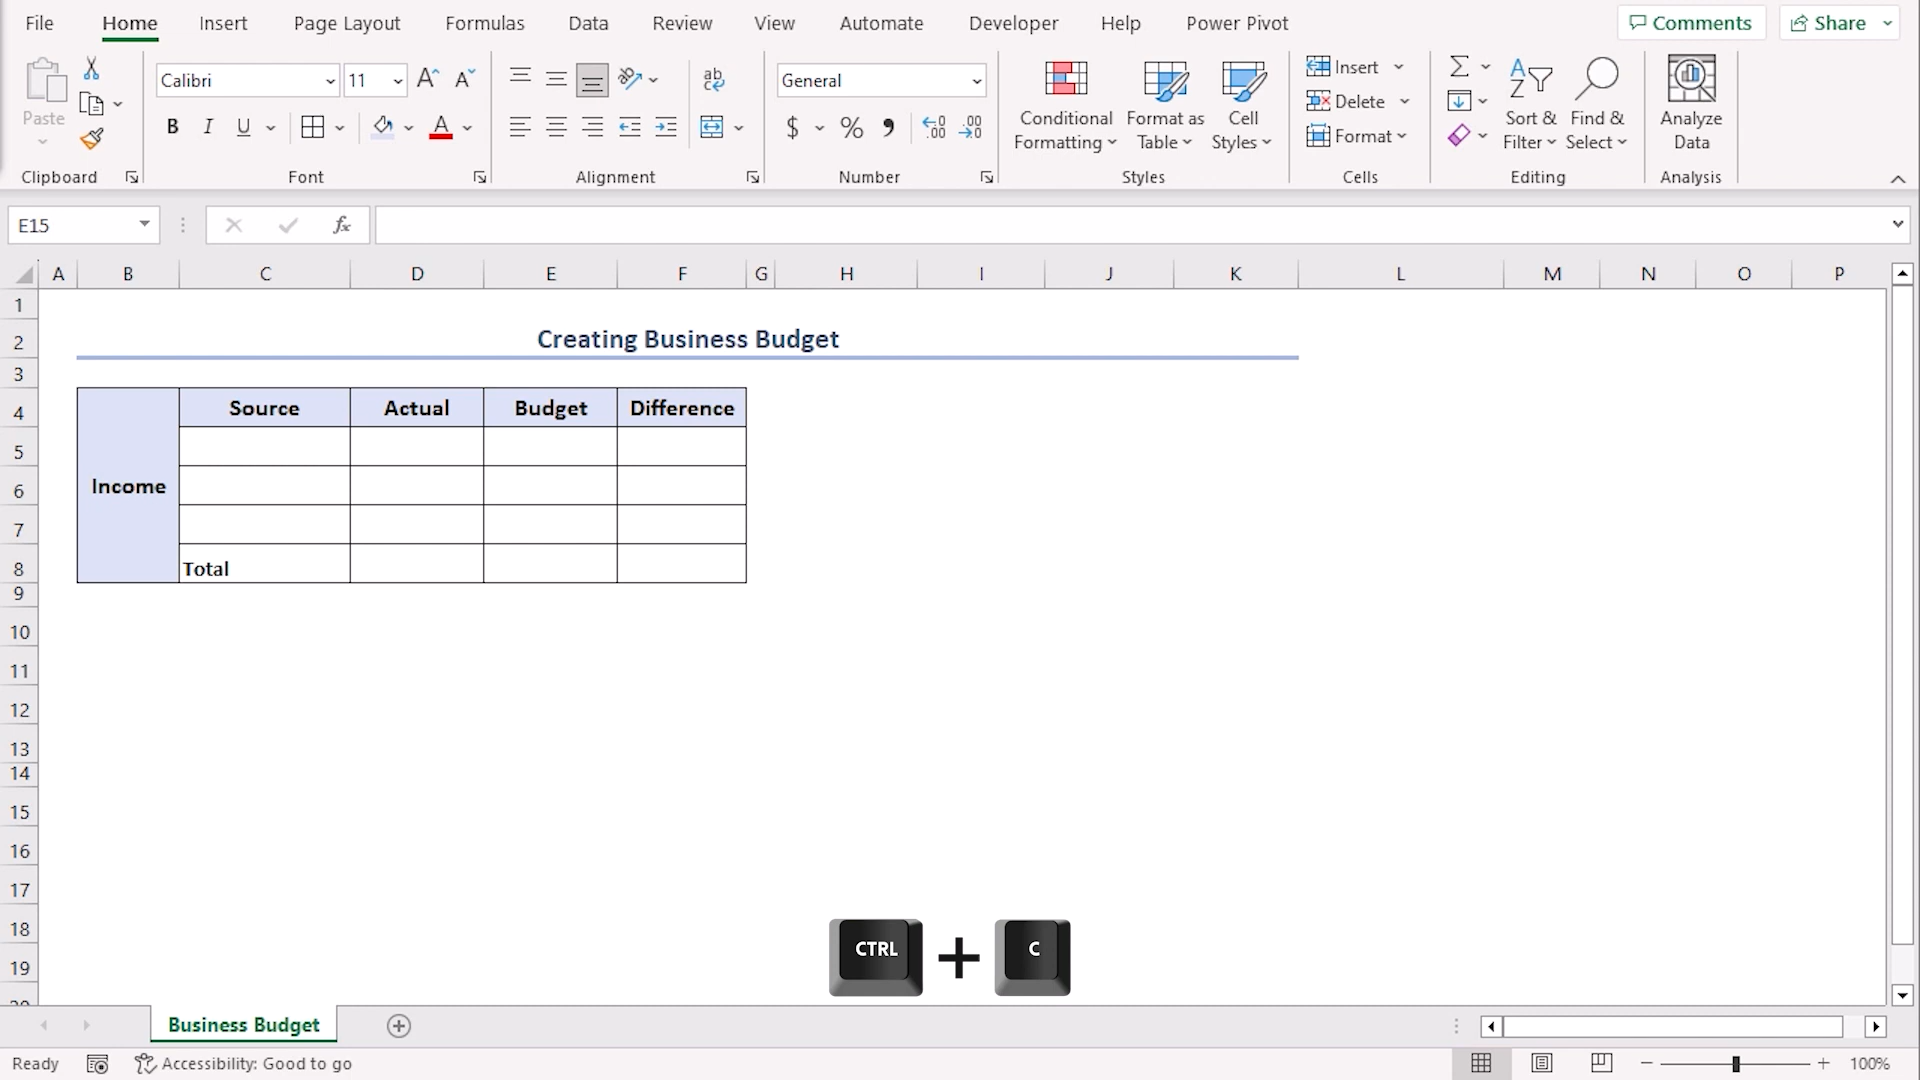 File Home Insert Page Layout Formulas Data Review View Automate Developer Help Power Pivot Comments Share
Paste
Clipboard
Calibri 11
B I U
Font
Alignment
General
$ % ,
Number
Conditional Formatting
Format as Table
Cell Styles
Styles
Insert
Delete
Format
Cells
Sort & Filter
Find & Select
Editing
Analyze Data
Analysis
E15 fx
A B C D E F G H I J K L M N O P
1
2 Creating Business Budget
3
4 Source Actual Budget Difference
5
6 Income
7
8 Total
9
10
11
12
13
14
15
16
17
18
19
CTRL + C
Business Budget
Ready Accessibility: Good to go 100%